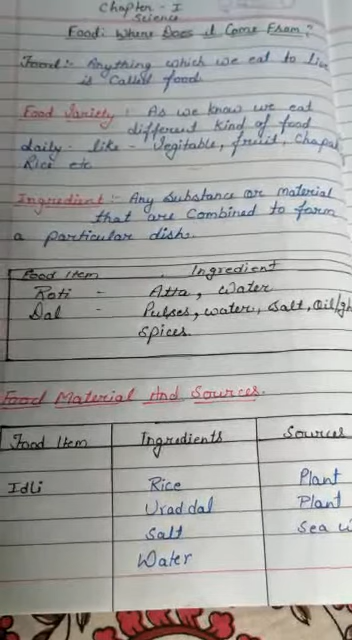 Chapter - I
Science
Food: Where Does it Come From?
Food:- Anything which we eat to live
is Called food.
Food Variety : As we know we eat
different kind of food
daily - like - Vegitable, fruit, Chapa
Rice etc
Ingredient :- Any substance or material
that are Combined to form
a particular dish.
Food Item Ingredient
Roti - Atta, Water
Dal - Pulses, water, Salt, Oil/gh
Spices.
Food Material And Sources.
Food Item Ingredients Sources
Idli Rice Plant
Urad dal Plant
Salt Sea
Water